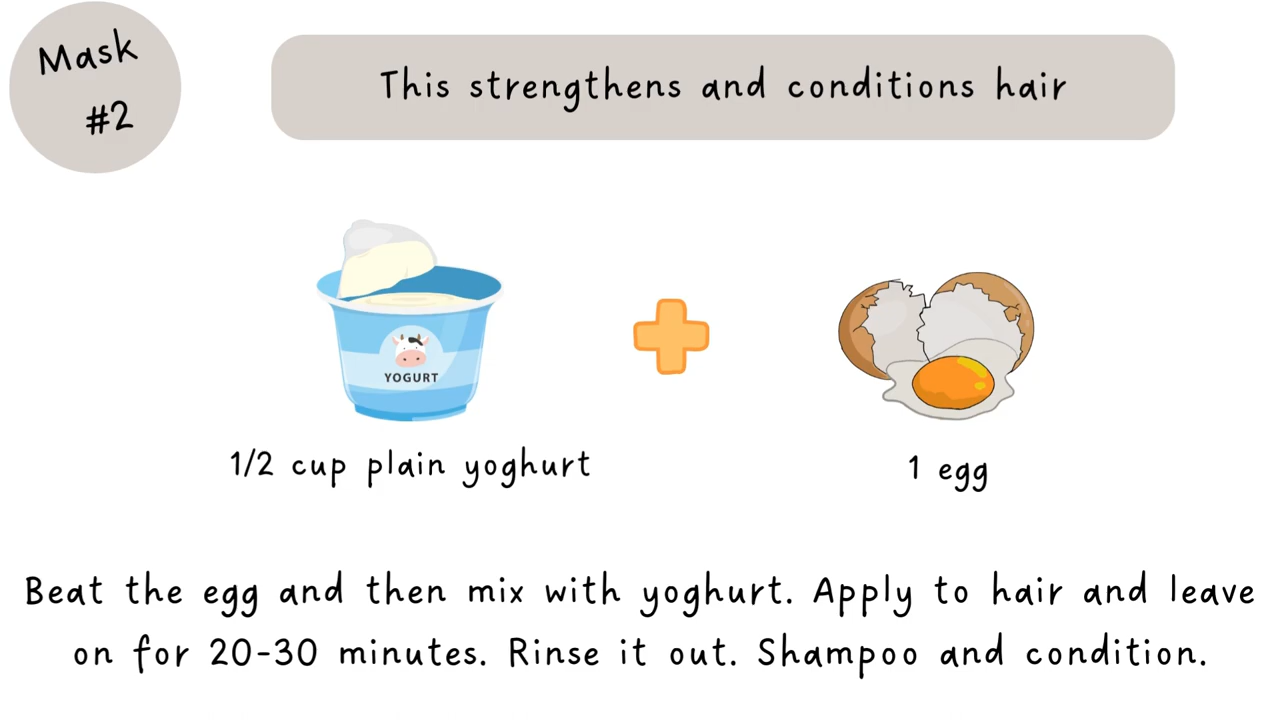 Mask
#2
This strengthens and conditions hair
YOGURT
1/2 cup plain yoghurt
1 egg
Beat the egg and then mix with yoghurt. Apply to hair and leave
on for 20-30 minutes. Rinse it out. Shampoo and condition.